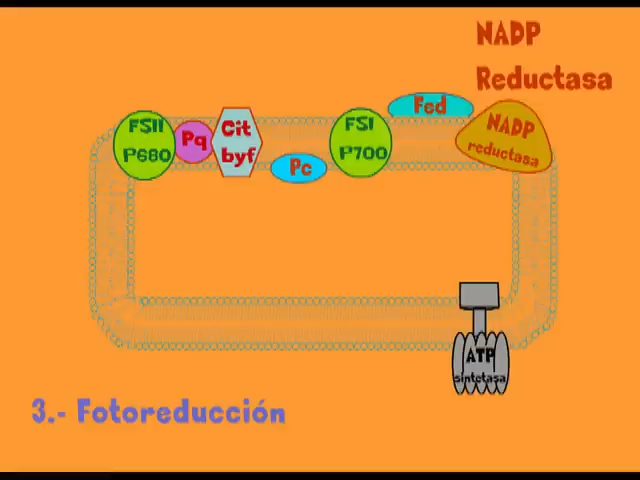 NADP
Reductasa
FSII
P680
Pq
Cit
byf
Pc
FSI
P700
Fed
NADP
reductasa
ATP
sintetasa
3.- Fotoreducción